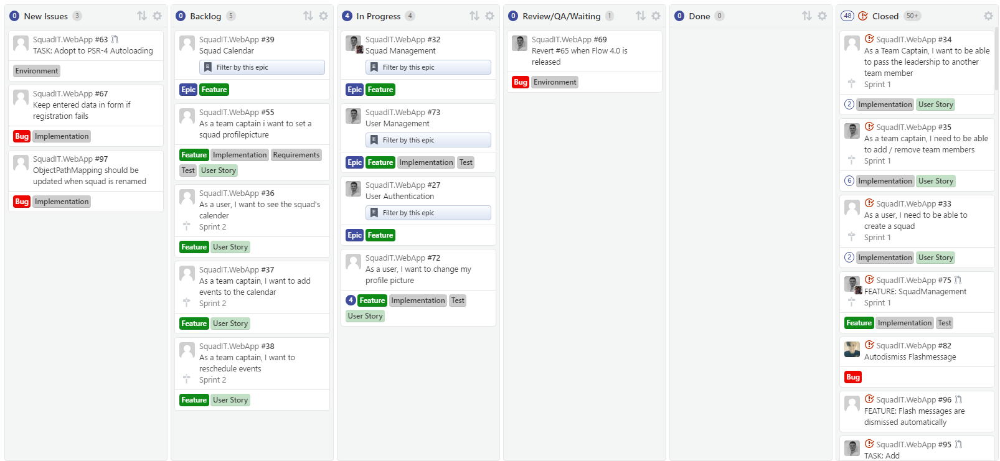 0 New Issues 3
SquadIT.WebApp #63
TASK: Adopt to PSR-4 Autoloading
Environment
SquadIT.WebApp #67
Keep entered data in form if
registration fails
Bug Implementation
SquadIT.WebApp #97
ObjectPathMapping should be
updated when squad is renamed
Bug Implementation
0 Backlog 5
SquadIT.WebApp #39
Squad Calendar
E Filter by this epic
Epic Feature
SquadIT.WebApp #55
As a team captain i want to set a
squad profilepicture
Feature Implementation Requirements
Test User Story
SquadIT.WebApp #36
As a user, I want to see the squad's
calender
Sprint 2
Feature User Story
SquadIT.WebApp #37
As a team captain, I want to add
events to the calendar
Sprint 2
Feature User Story
SquadIT.WebApp #38
As a team captain, I want to
reschedule events
Sprint 2
Feature User Story
4 In Progress 4
SquadIT.WebApp #32
Squad Management
E Filter by this epic
Epic Feature
SquadIT.WebApp #73
User Management
E Filter by this epic
Epic Feature Implementation Test
SquadIT.WebApp #27
User Authentication
E Filter by this epic
Epic Feature
SquadIT.WebApp #72
As a user, I want to change my
profile picture
4 Feature Implementation Test
User Story
0 Review/QA/Waiting 1
SquadIT.WebApp #69
Revert #65 when Flow 4.0 is
released
Bug Environment
0 Done 0
48 Closed 50+
SquadIT.WebApp #34
As a Team Captain, I want to be able
to pass the leadership to another
team member
Sprint 1
2 Implementation User Story
SquadIT.WebApp #35
As a team captain, I need to be able
to add / remove team members
Sprint 1
6 Implementation User Story
SquadIT.WebApp #33
As a user, I need to be able to
create a squad
Sprint 1
2 Implementation User Story
SquadIT.WebApp #75
FEATURE: SquadManagement
Sprint 1
Feature Implementation Test
SquadIT.WebApp #82
Autodismiss Flashmessage
Bug
SquadIT.WebApp #96
FEATURE: Flash messages are
dismissed automatically
SquadIT.WebApp #95
TASK: Add